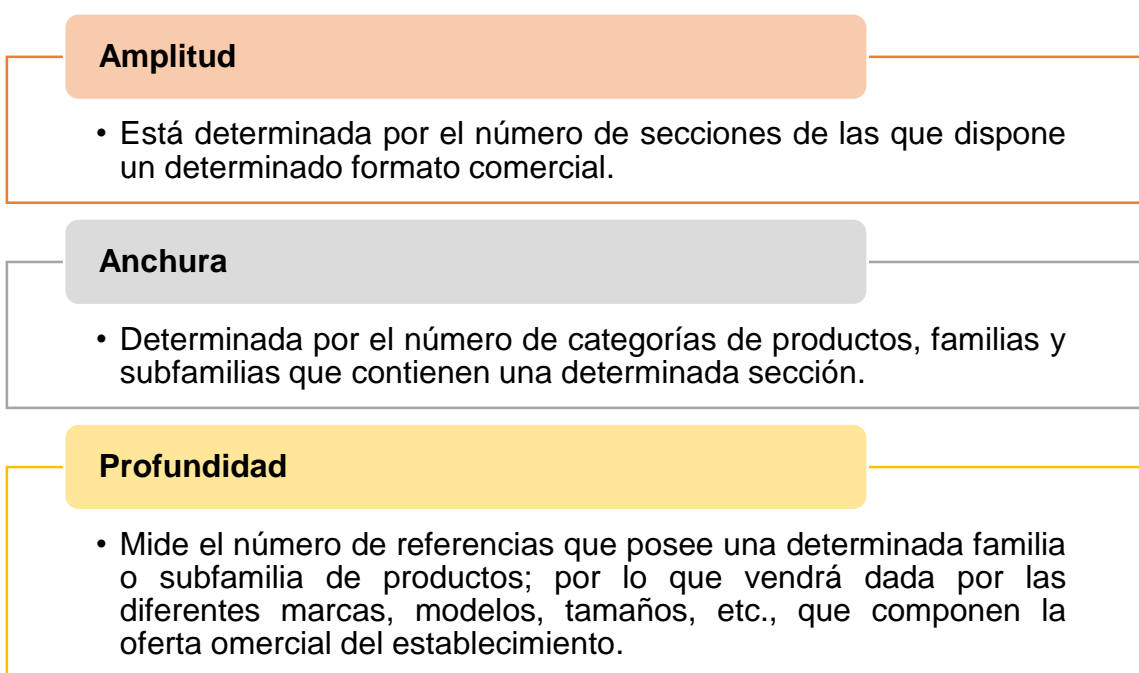 Amplitud
• Está determinada por el número de secciones de las que dispone
un determinado formato comercial.
Anchura
• Determinada por el número de categorías de productos, familias y
subfamilias que contienen una determinada sección.
Profundidad
• Mide el número de referencias que posee una determinada familia
o subfamilia de productos; por lo que vendrá dada por las
diferentes marcas, modelos, tamaños, etc., que componen la
oferta omercial del establecimiento.